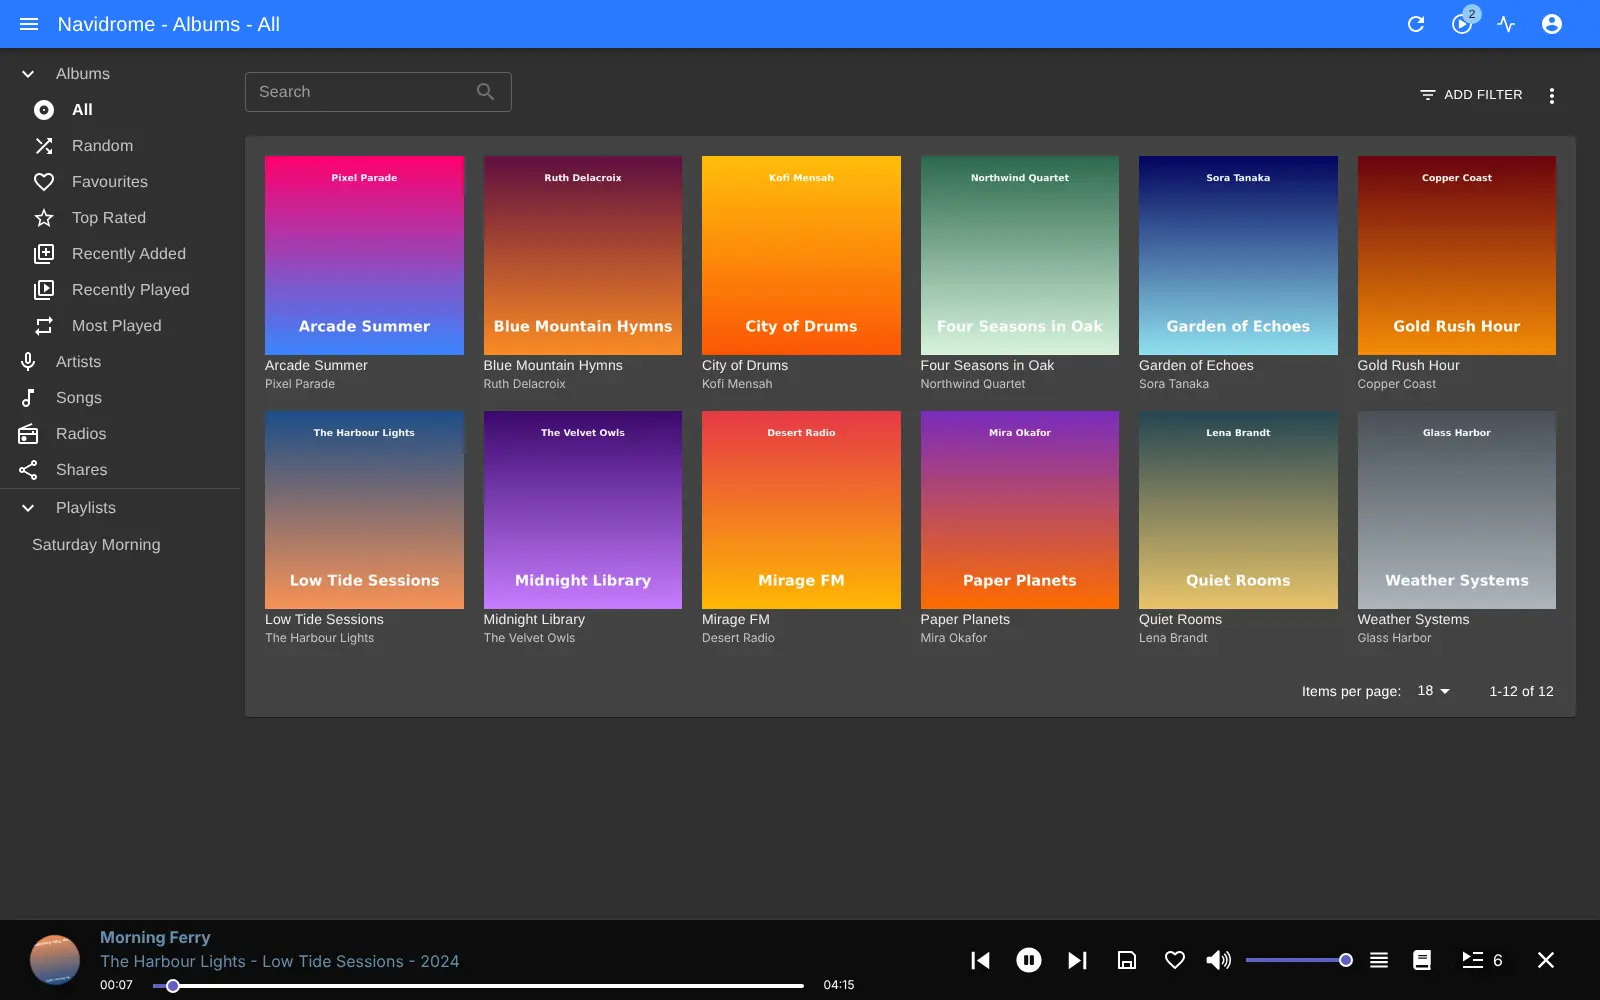 Navidrome - Albums - All
2
Albums
All
Random
Favourites
Top Rated
Recently Added
Recently Played
Most Played
Artists
Songs
Radios
Shares
Playlists
Saturday Morning
Search
ADD FILTER
Pixel Parade
Arcade Summer
Arcade Summer
Pixel Parade
Ruth Delacroix
Blue Mountain Hymns
Blue Mountain Hymns
Ruth Delacroix
Kofi Mensah
City of Drums
City of Drums
Kofi Mensah
Northwind Quartet
Four Seasons in Oak
Four Seasons in Oak
Northwind Quartet
Sora Tanaka
Garden of Echoes
Garden of Echoes
Sora Tanaka
Copper Coast
Gold Rush Hour
Gold Rush Hour
Copper Coast
The Harbour Lights
Low Tide Sessions
Low Tide Sessions
The Harbour Lights
The Velvet Owls
Midnight Library
Midnight Library
The Velvet Owls
Desert Radio
Mirage FM
Mirage FM
Desert Radio
Mira Okafor
Paper Planets
Paper Planets
Mira Okafor
Lena Brandt
Quiet Rooms
Quiet Rooms
Lena Brandt
Glass Harbor
Weather Systems
Weather Systems
Glass Harbor
Items per page: 18
1-12 of 12
Morning Ferry
The Harbour Lights - Low Tide Sessions - 2024
00:07
04:15
6